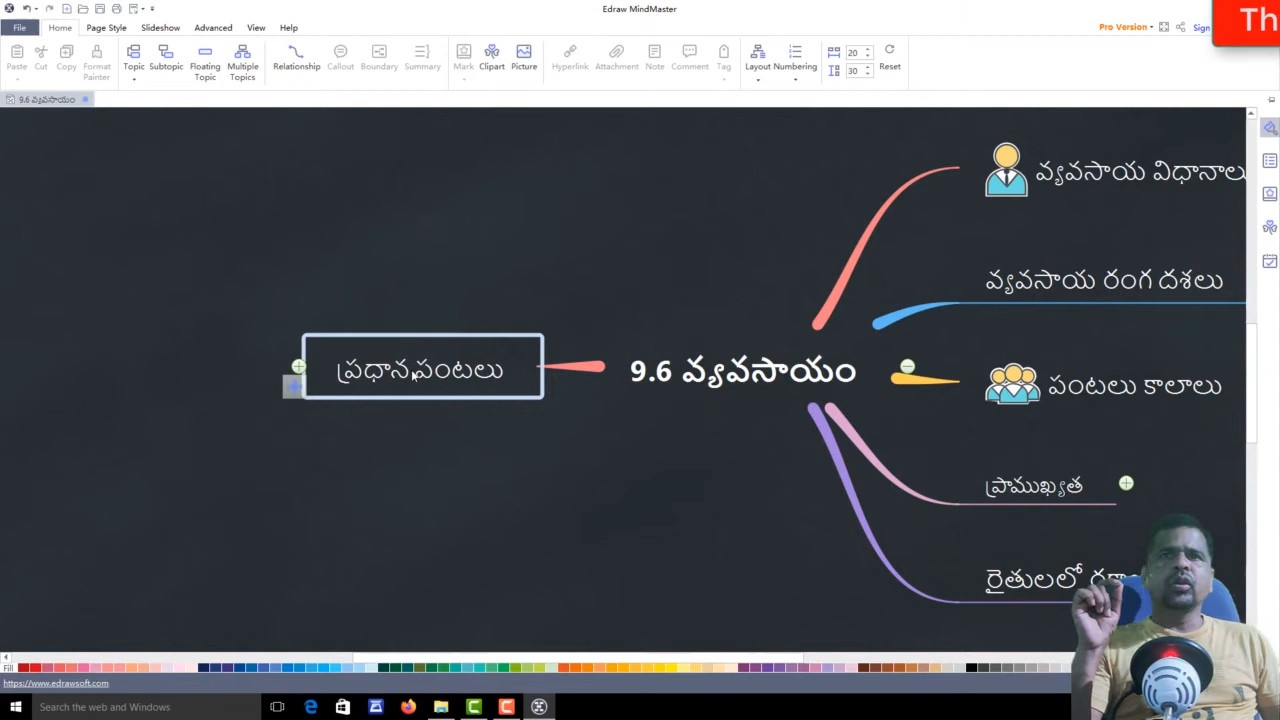 Edraw MindMaster
File Home Page Style Slideshow Advanced View Help
Pro Version
Sign
Th
Paste Cut Copy Format Painter Topic Subtopic Floating Topic Multiple Topics Relationship Callout Boundary Summary Mark Clipart Picture Hyperlink Attachment Note Comment Tag Layout Numbering 20 30 Reset
9.6 వ్యవసాయం
వ్యవసాయ విధానాలు
వ్యవసాయ రంగ దశలు
ప్రధాన పంటలు
9.6 వ్యవసాయం
పంటలు కాలాలు
ప్రాముఖ్యత
రైతులలో
Fill
https://www.edrawsoft.com
Search the web and Windows